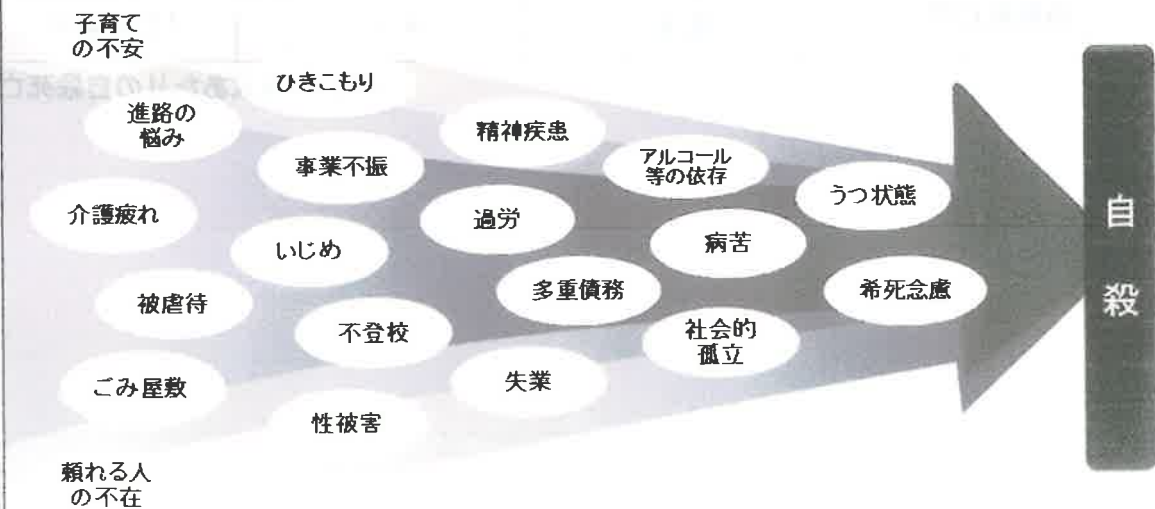 子育て
の不安
ひきこもり
進路の
悩み
精神疾患
事業不振
アルコール
等の依存
うつ状態
介護疲れ
過労
いじめ
病苦
被虐待
多重債務
希死念慮
不登校
社会的
孤立
ごみ屋敷
失業
性被害
頼れる人
の不在
自殺